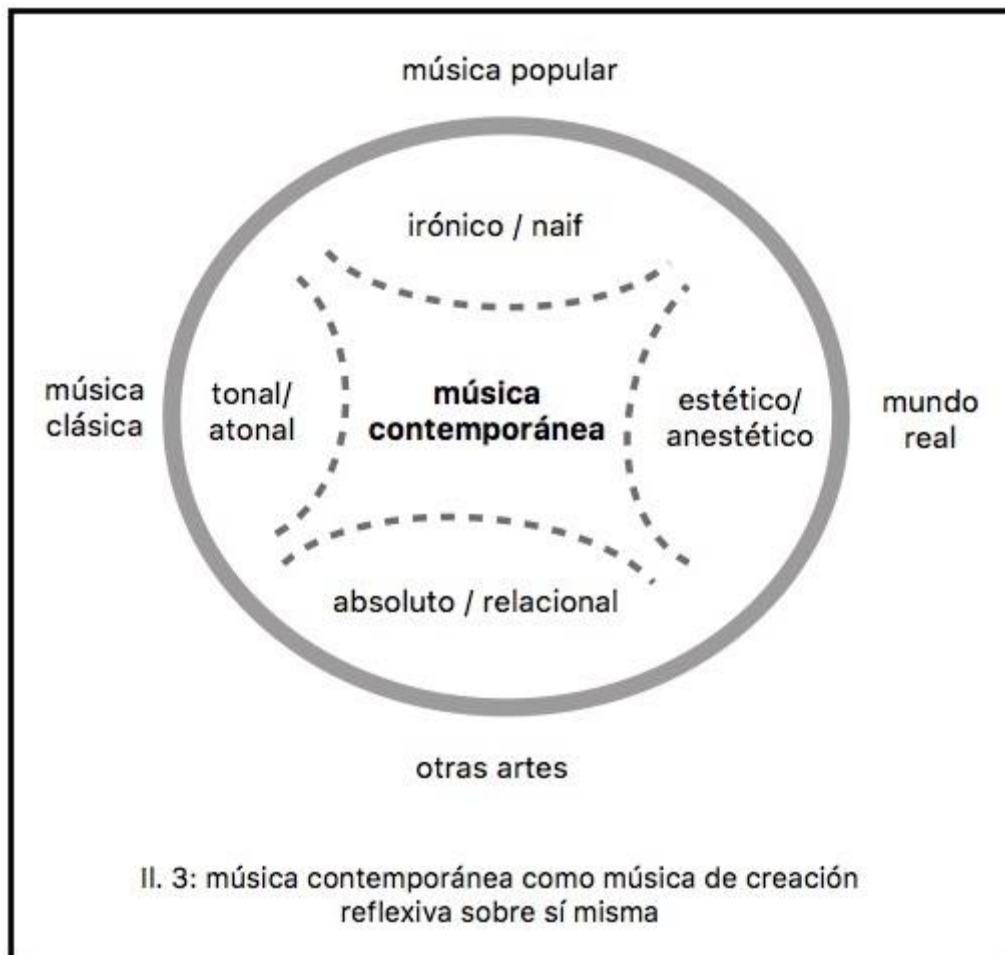 música popular
irónico / naif
música
clásica
tonal/
atonal
música
contemporánea
estético/
anestético
mundo
real
absoluto / relacional
otras artes
Il. 3: música contemporánea como música de creación
reflexiva sobre sí misma